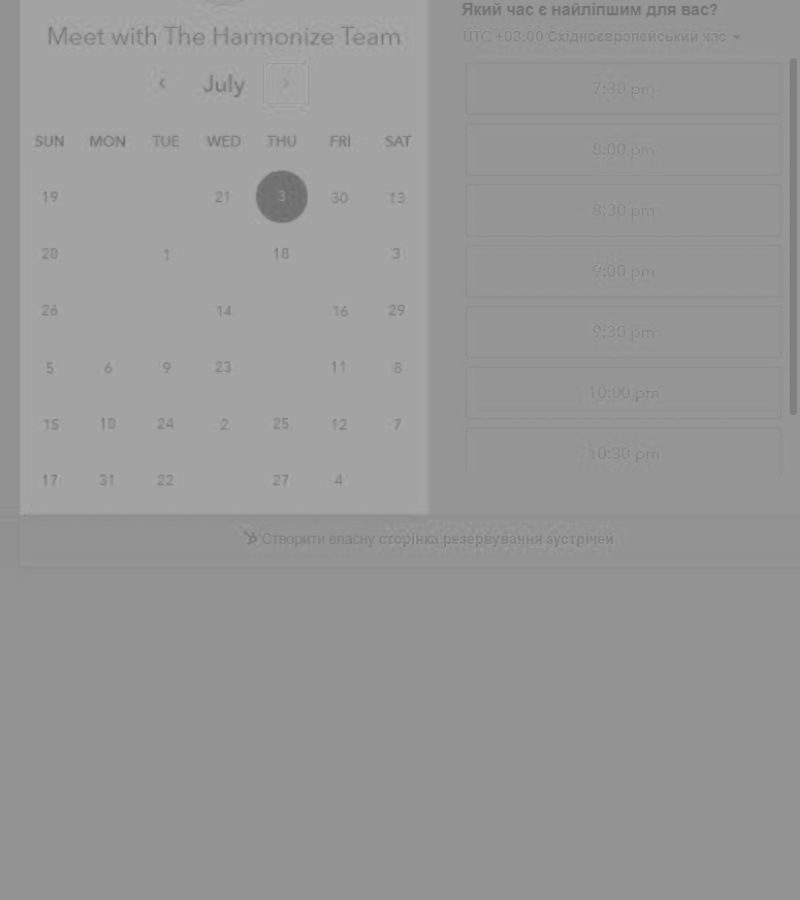 Meet with The Harmonize Team
July
SUN MON TUE WED THU FRI SAT
19 21 3 30 13
20 1 18 3
26 14 16 29
5 6 9 23 11 8
15 10 24 2 25 12 7
17 31 22 27 4
Який час є найліпшим для вас?
UTC +03:00 Східноєвропейський час
7:30 pm
8:00 pm
8:30 pm
9:00 pm
9:30 pm
10:00 pm
10:30 pm
Створити власну сторінка резервування зустрічей